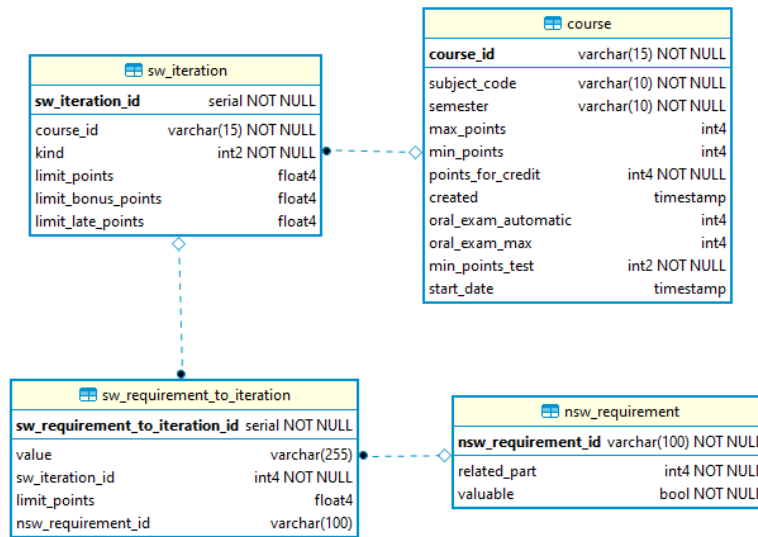 course
course_id varchar(15) NOT NULL
subject_code varchar(10) NOT NULL
semester varchar(10) NOT NULL
max_points int4
min_points int4
points_for_credit int4 NOT NULL
created timestamp
oral_exam_automatic int4
oral_exam_max int4
min_points_test int2 NOT NULL
start_date timestamp
sw_iteration
sw_iteration_id serial NOT NULL
course_id varchar(15) NOT NULL
kind int2 NOT NULL
limit_points float4
limit_bonus_points float4
limit_late_points float4
sw_requirement_to_iteration
sw_requirement_to_iteration_id serial NOT NULL
value varchar(255)
sw_iteration_id int4 NOT NULL
limit_points float4
nsw_requirement_id varchar(100)
nsw_requirement
nsw_requirement_id varchar(100) NOT NULL
related_part int4 NOT NULL
valuable bool NOT NULL